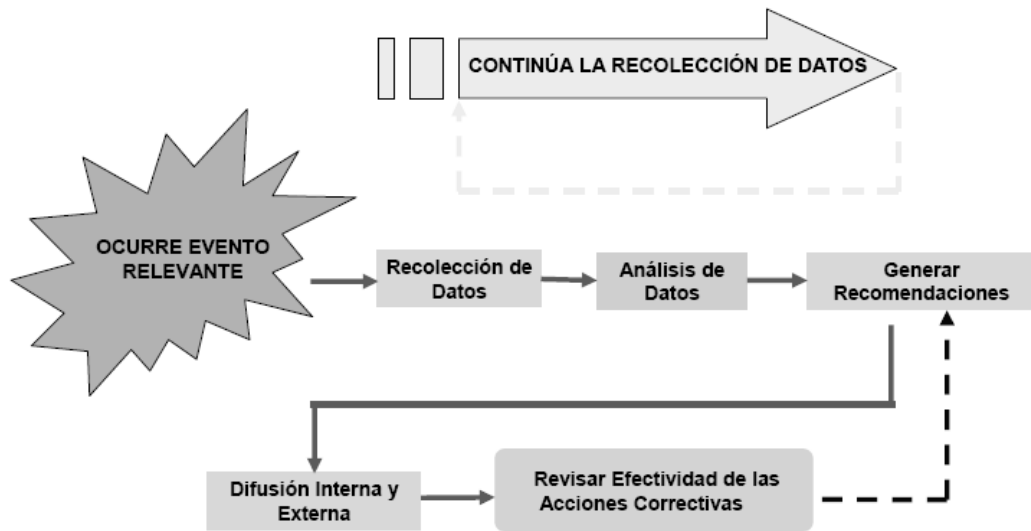 CONTINÚA LA RECOLECCIÓN DE DATOS
OCURRE EVENTO
RELEVANTE
Recolección de
Datos
Análisis de
Datos
Generar
Recomendaciones
Difusión Interna y
Externa
Revisar Efectividad de las
Acciones Correctivas